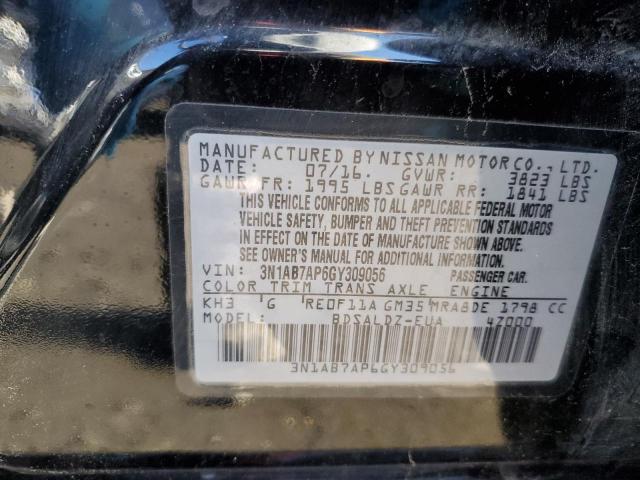 MANUFACTURED BY NISSAN MOTOR CO., LTD.
DATE: 07/16. GVWR: 3823 LBS
GAWR FR: 1995 LBS GAWR RR: 1841 LBS
THIS VEHICLE CONFORMS TO ALL APPLICABLE FEDERAL MOTOR
VEHICLE SAFETY, BUMPER AND THEFT PREVENTION STANDARDS
IN EFFECT ON THE DATE OF MANUFACTURE SHOWN ABOVE.
SEE OWNER'S MANUAL FOR ADDITIONAL INFORMATION.
VIN: 3N1AB7AP6GY309056 PASSENGER CAR.
COLOR TRIM TRANS AXLE ENGINE
KH3 'G RE0F11A GM35 MRA8DE 1798 CC
MODEL: BDSALDZ-EUA 4Z000
3N1AB7AP6GY309056